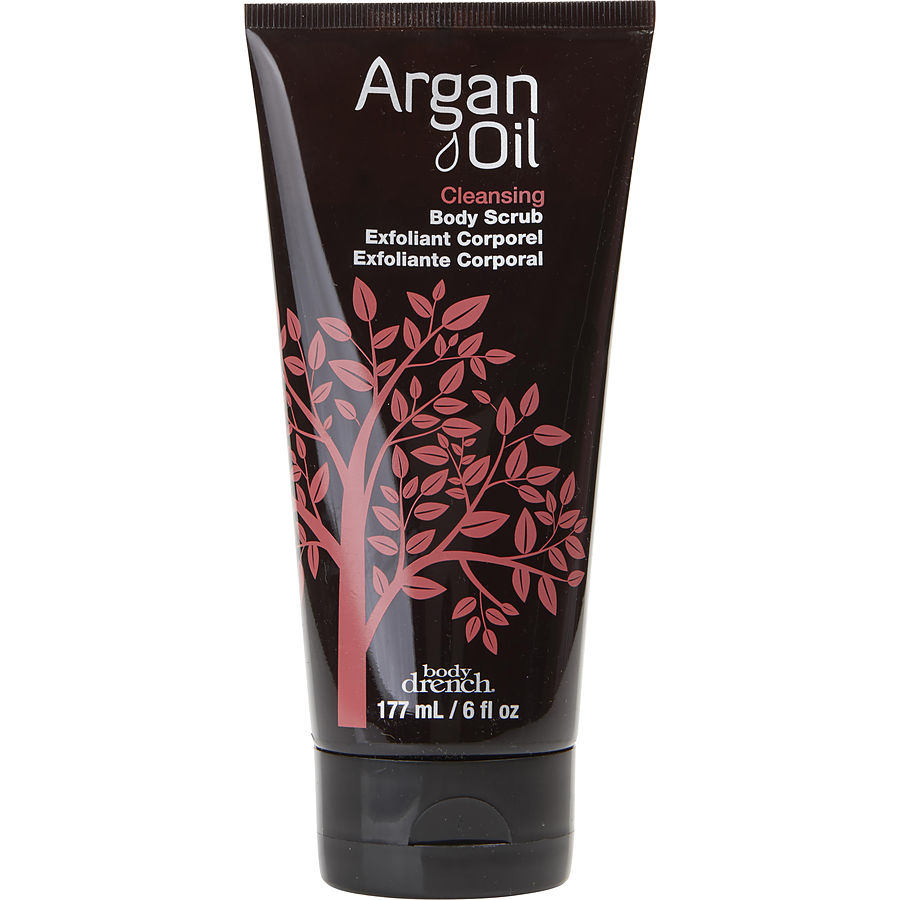 Argan
Oil
Cleansing
Body Scrub
Exfoliant Corporel
Exfoliante Corporal
body
drench®
177 mL / 6 fl oz